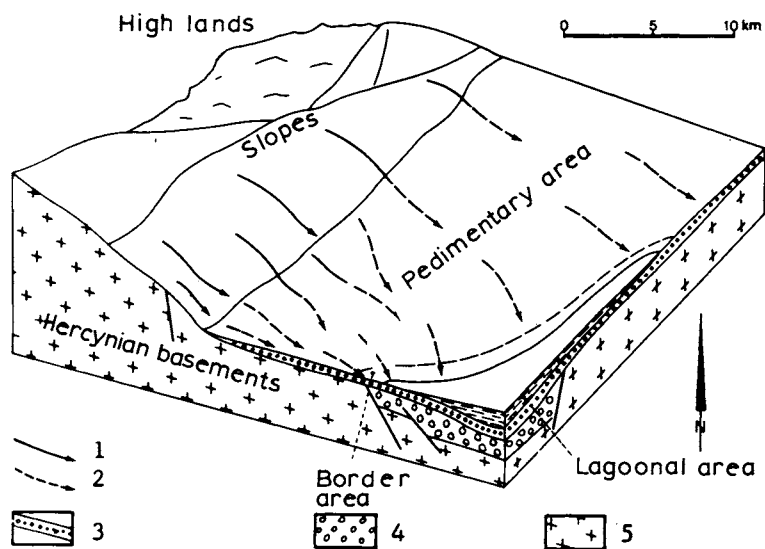 High lands
0 5 10 km
Slopes
Pedimentary area
Hercynian basements
N
1
2
Border
area
Lagoonal area
3
4
5